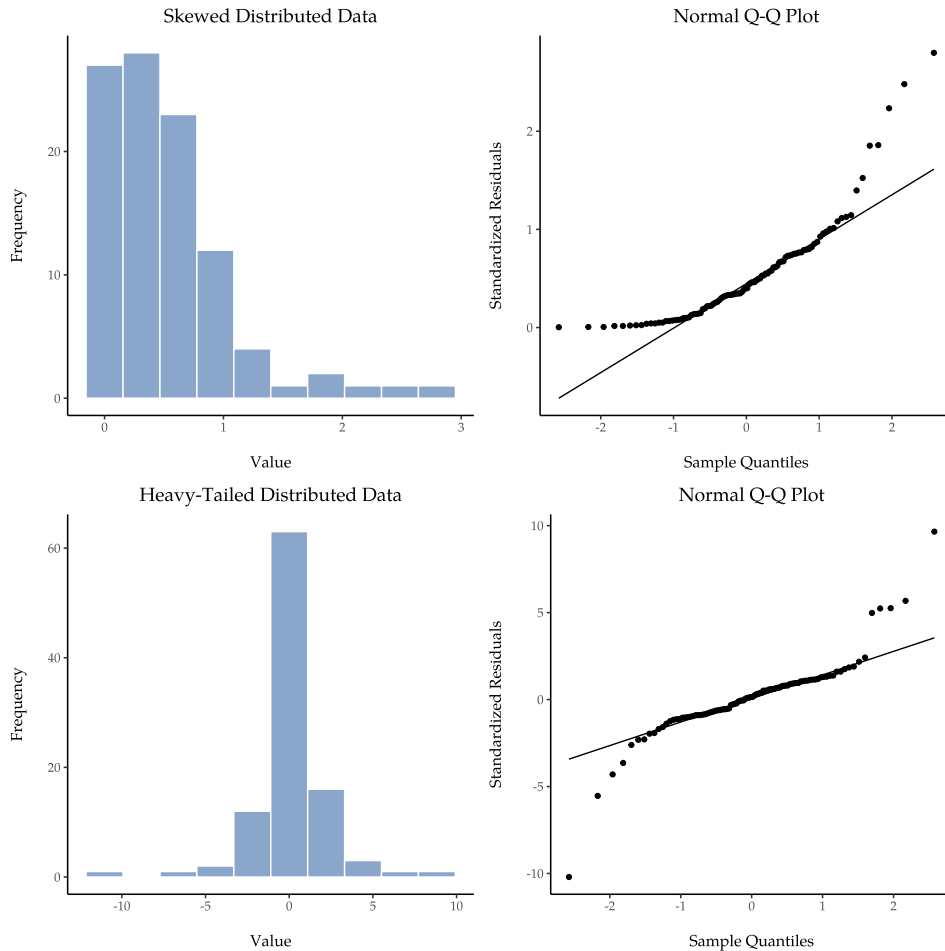 Skewed Distributed Data
Frequency
20
10
0
0
1
2
3
Value
Normal Q-Q Plot
Standardized Residuals
2
1
0
-2
-1
0
1
2
Sample Quantiles
Heavy-Tailed Distributed Data
Frequency
60
40
20
0
-10
-5
0
5
10
Value
Normal Q-Q Plot
Standardized Residuals
10
5
0
-5
-10
-2
-1
0
1
2
Sample Quantiles